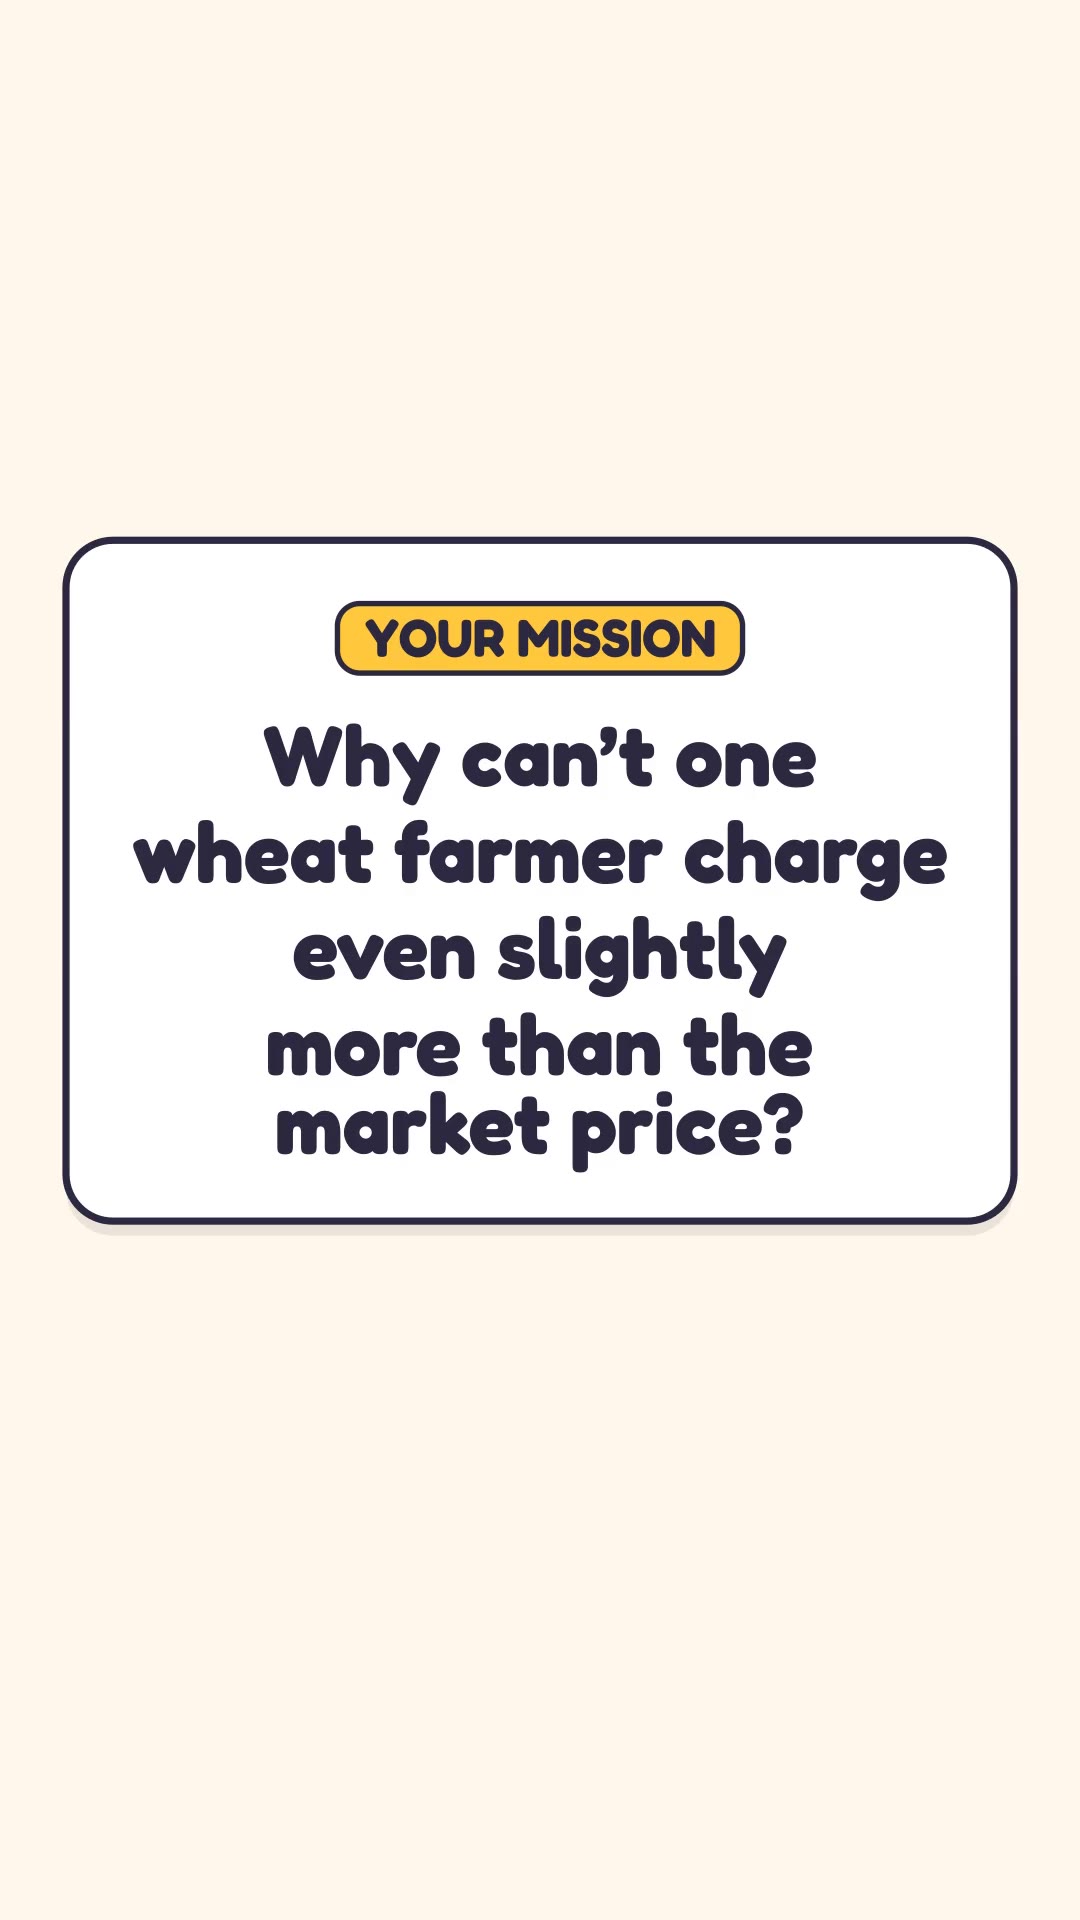 YOUR MISSION
Why can’t one
wheat farmer charge
even slightly
more than the
market price?